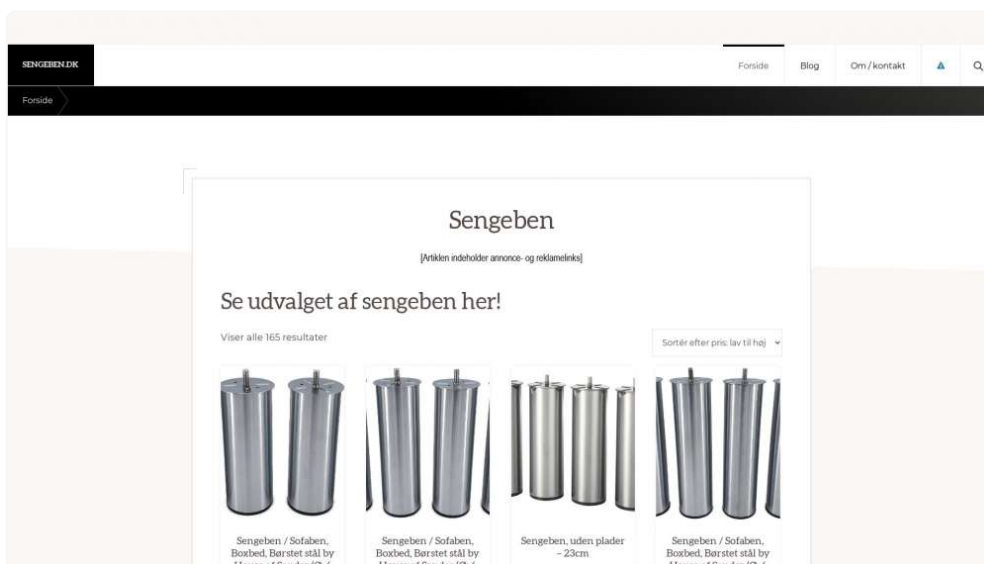 SENGEBEN.DK
Forside
Blog
Om / kontakt
Forside
Sengeben
[Artiklen indeholder annonce- og reklamelinks]
Se udvalget af sengeben her!
Viser alle 165 resultater
Sortér efter pris: lav til høj
Sengeben / Sofaben,
Boxbed, Børstet stål by
Sengeben / Sofaben,
Boxbed, Børstet stål by
Sengeben, uden plader
– 23cm
Sengeben / Sofaben,
Boxbed, Børstet stål by